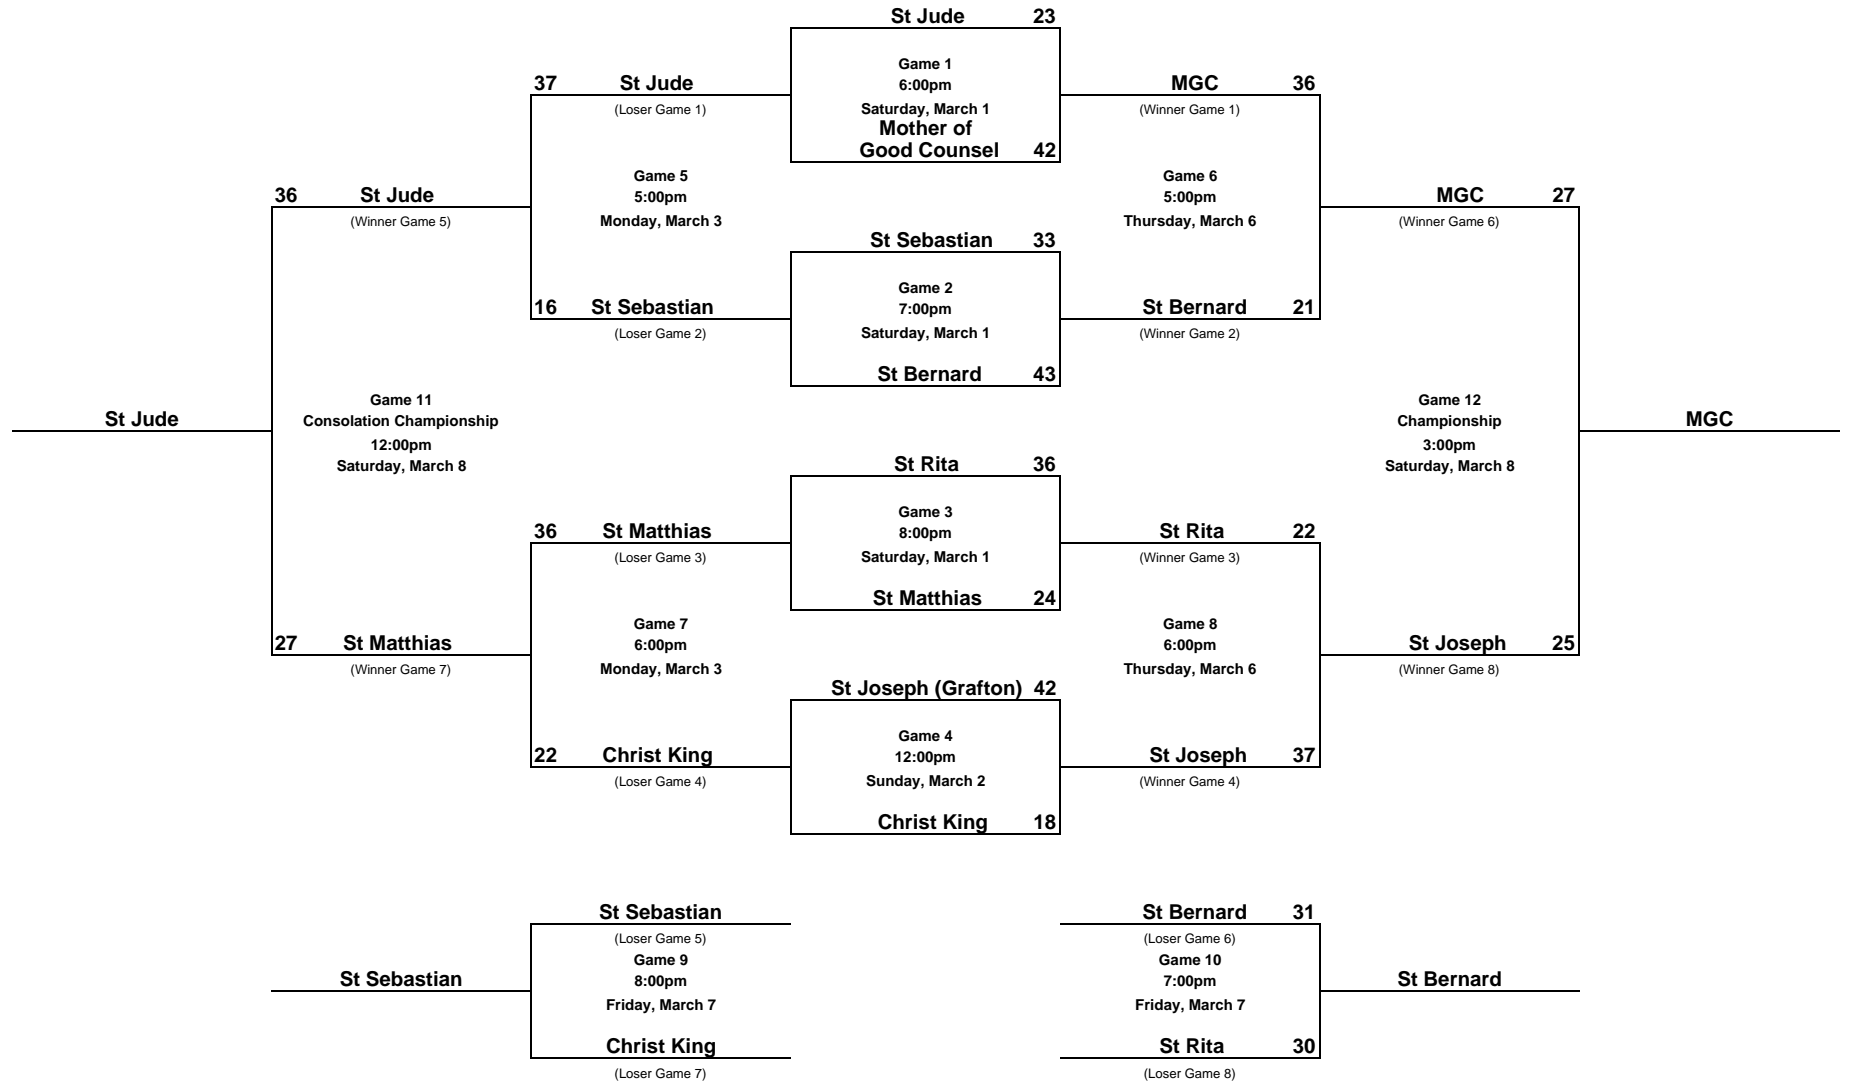 St Jude 23
Game 1
37 St Jude
6:00pm
MGC 36
(Loser Game 1)
Saturday, March 1
(Winner Game 1)
Mother of
Good Counsel 42
Game 5
Game 6
36 St Jude
5:00pm
5:00pm
MGC 27
(Winner Game 5)
Monday, March 3
Thursday, March 6
(Winner Game 6)
St Sebastian 33
Game 2
16 St Sebastian
7:00pm
St Bernard 21
(Loser Game 2)
Saturday, March 1
(Winner Game 2)
St Bernard 43
Game 11
Game 12
St Jude
Consolation Championship
Championship
MGC
12:00pm
3:00pm
Saturday, March 8
Saturday, March 8
St Rita 36
Game 3
36 St Matthias
8:00pm
St Rita 22
(Loser Game 3)
Saturday, March 1
(Winner Game 3)
St Matthias 24
Game 7
Game 8
27 St Matthias
6:00pm
6:00pm
St Joseph 25
(Winner Game 7)
Monday, March 3
Thursday, March 6
(Winner Game 8)
St Joseph (Grafton) 42
Game 4
22 Christ King
12:00pm
St Joseph 37
(Loser Game 4)
Sunday, March 2
(Winner Game 4)
Christ King 18
St Sebastian
St Bernard 31
(Loser Game 5)
(Loser Game 6)
Game 9
Game 10
St Sebastian
8:00pm
7:00pm
St Bernard
Friday, March 7
Friday, March 7
Christ King
St Rita 30
(Loser Game 7)
(Loser Game 8)